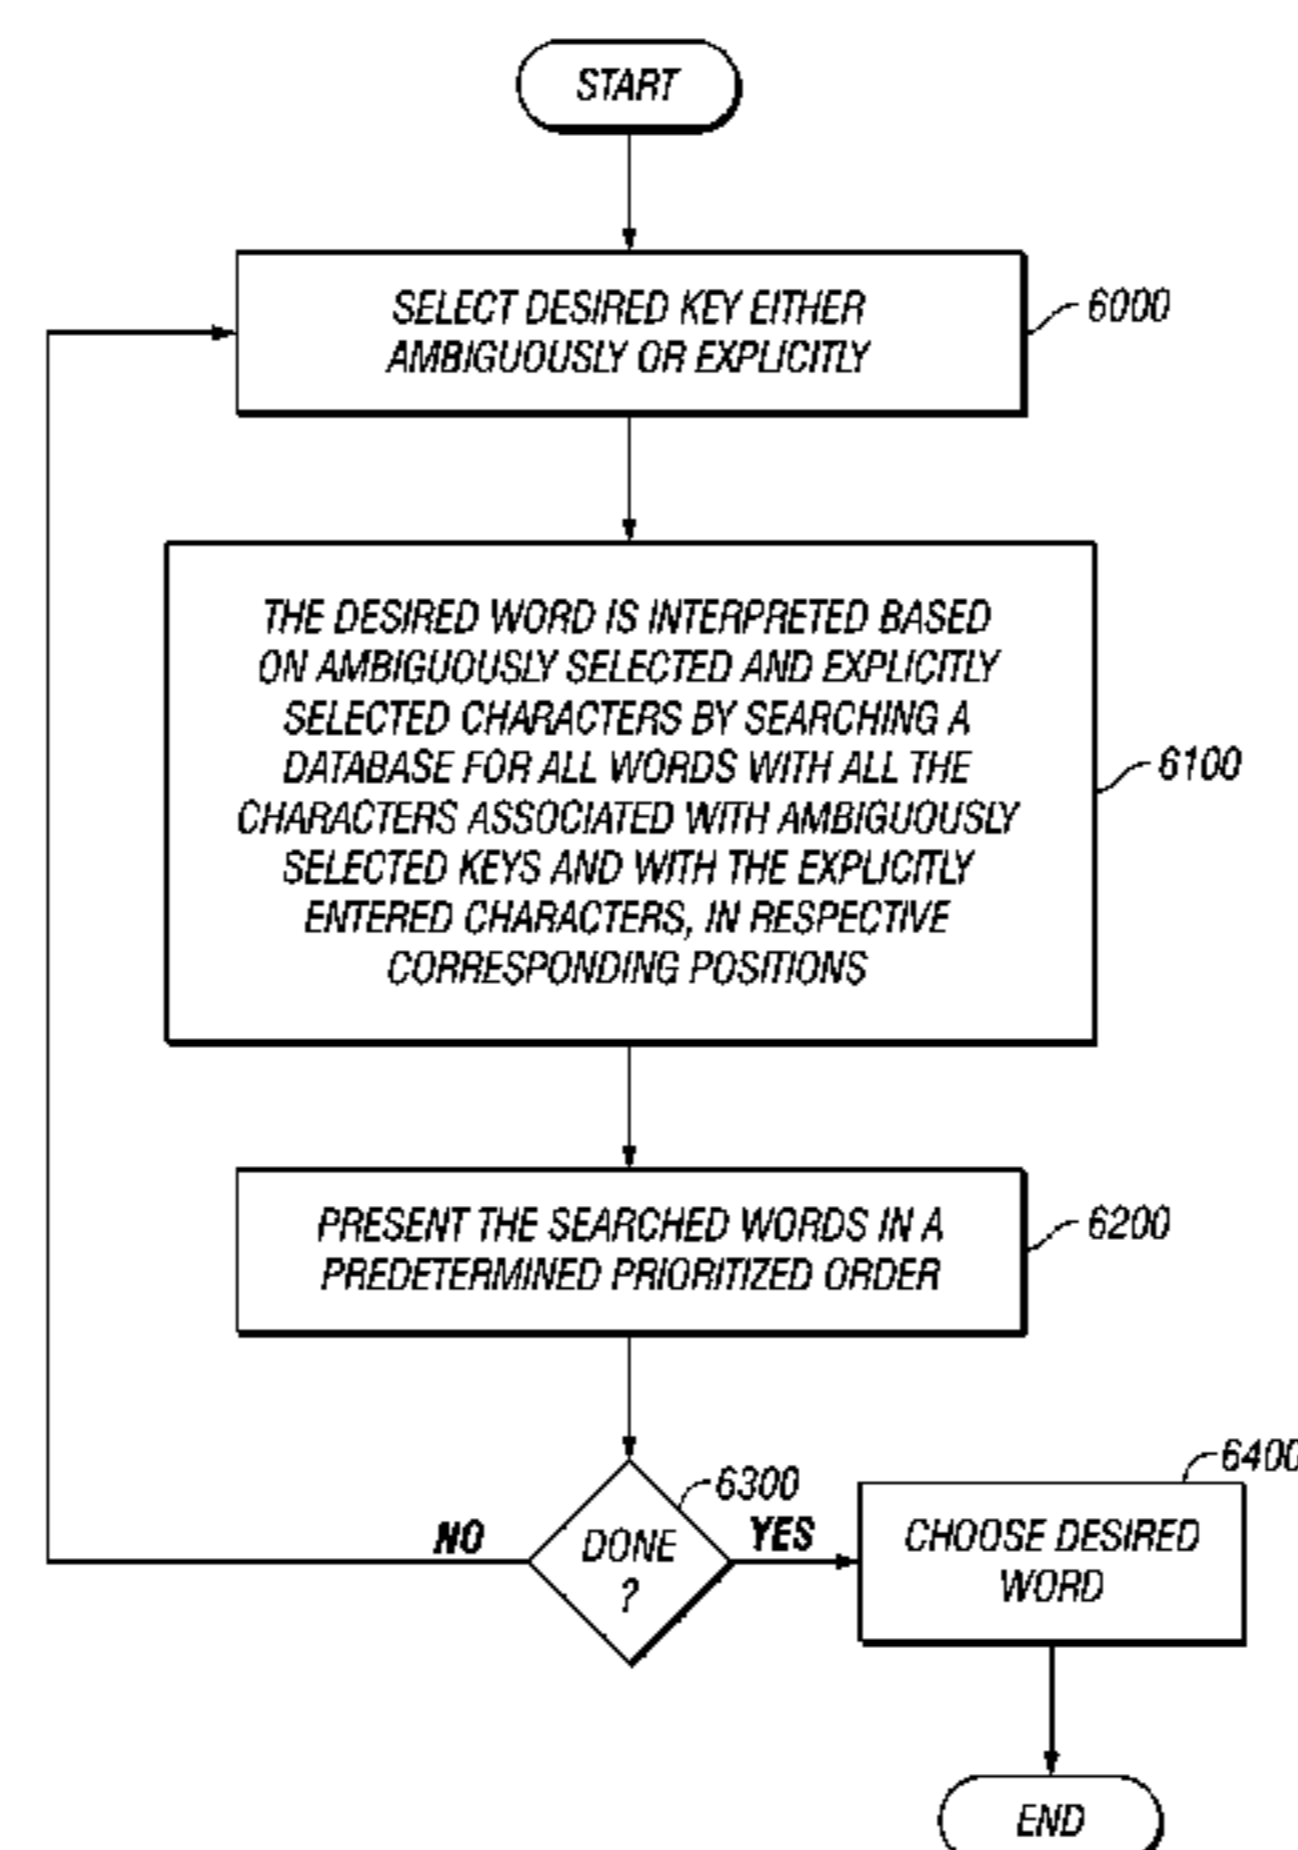 START
SELECT DESIRED KEY EITHER
AMBIGUOUSLY OR EXPLICITLY
6000
THE DESIRED WORD IS INTERPRETED BASED
ON AMBIGUOUSLY SELECTED AND EXPLICITLY
SELECTED CHARACTERS BY SEARCHING A
DATABASE FOR ALL WORDS WITH ALL THE
CHARACTERS ASSOCIATED WITH AMBIGUOUSLY
SELECTED KEYS AND WITH THE EXPLICITLY
ENTERED CHARACTERS, IN RESPECTIVE
CORRESPONDING POSITIONS
6100
PRESENT THE SEARCHED WORDS IN A
PREDETERMINED PRIORITIZED ORDER
6200
DONE
?
6300
NO
YES
CHOOSE DESIRED
WORD
6400
END